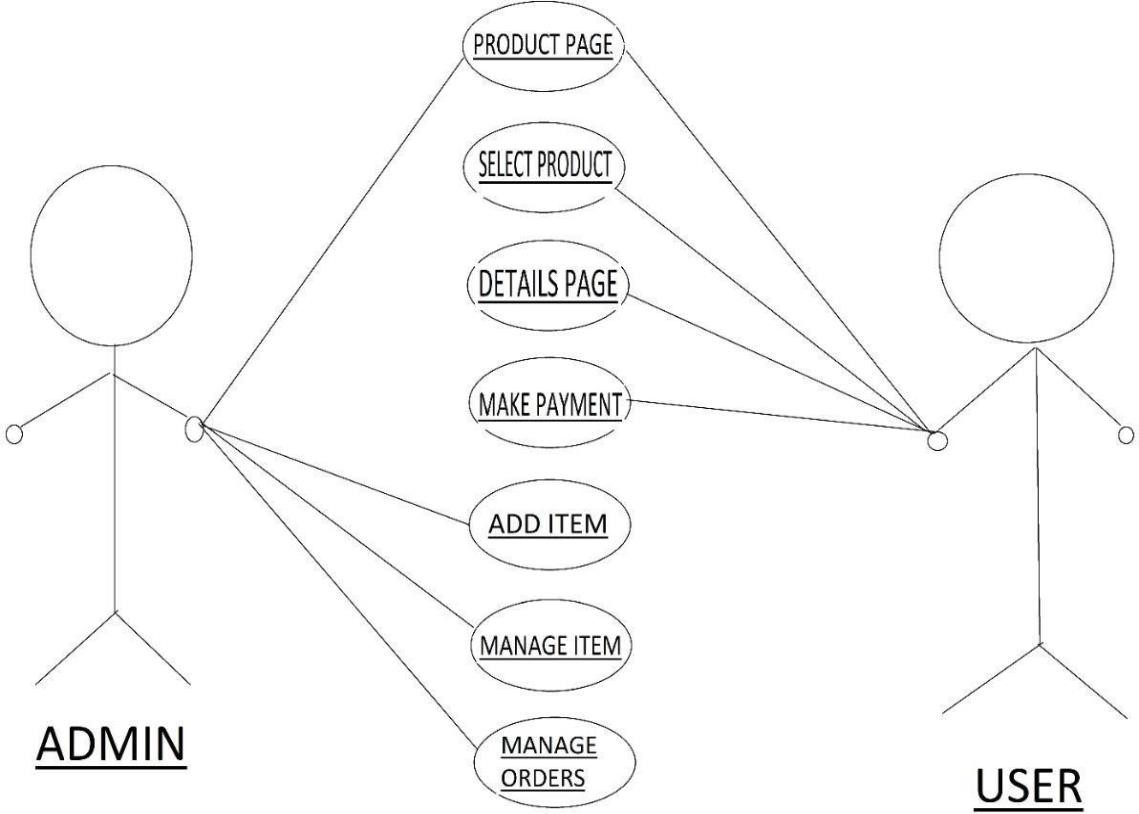 PRODUCT PAGE
SELECT PRODUCT
DETAILS PAGE
MAKE PAYMENT
ADD ITEM
MANAGE ITEM
MANAGE
ORDERS
ADMIN
USER